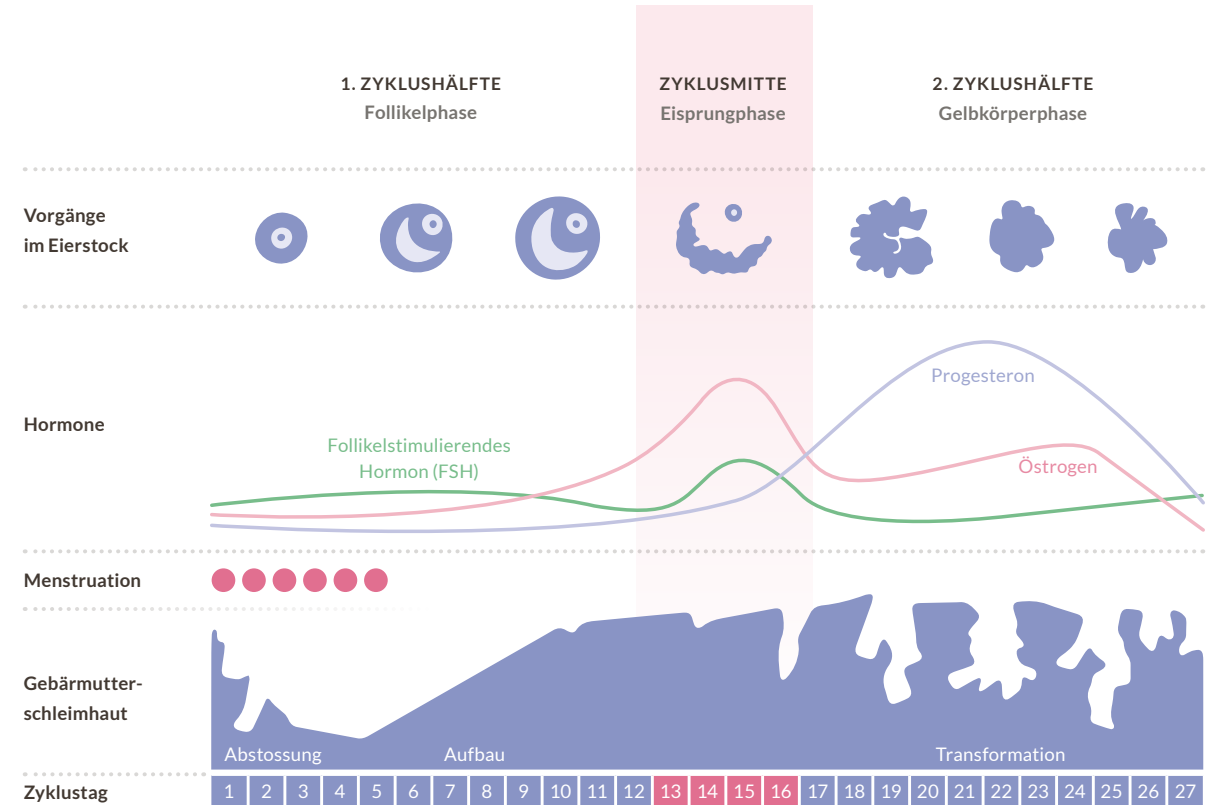 1. ZYKLUSHÄLFTE
Follikelphase
ZYKLUSMITTE
Eisprungphase
2. ZYKLUSHÄLFTE
Gelbkörperphase
Vorgänge
im Eierstock
Hormone
Follikelstimulierendes
Hormon (FSH)
Progesteron
Östrogen
Menstruation
Gebärmutter-
schleimhaut
Abstossung
Aufbau
Transformation
Zyklustag
1 2 3 4 5 6 7 8 9 10 11 12 13 14 15 16 17 18 19 20 21 22 23 24 25 26 27